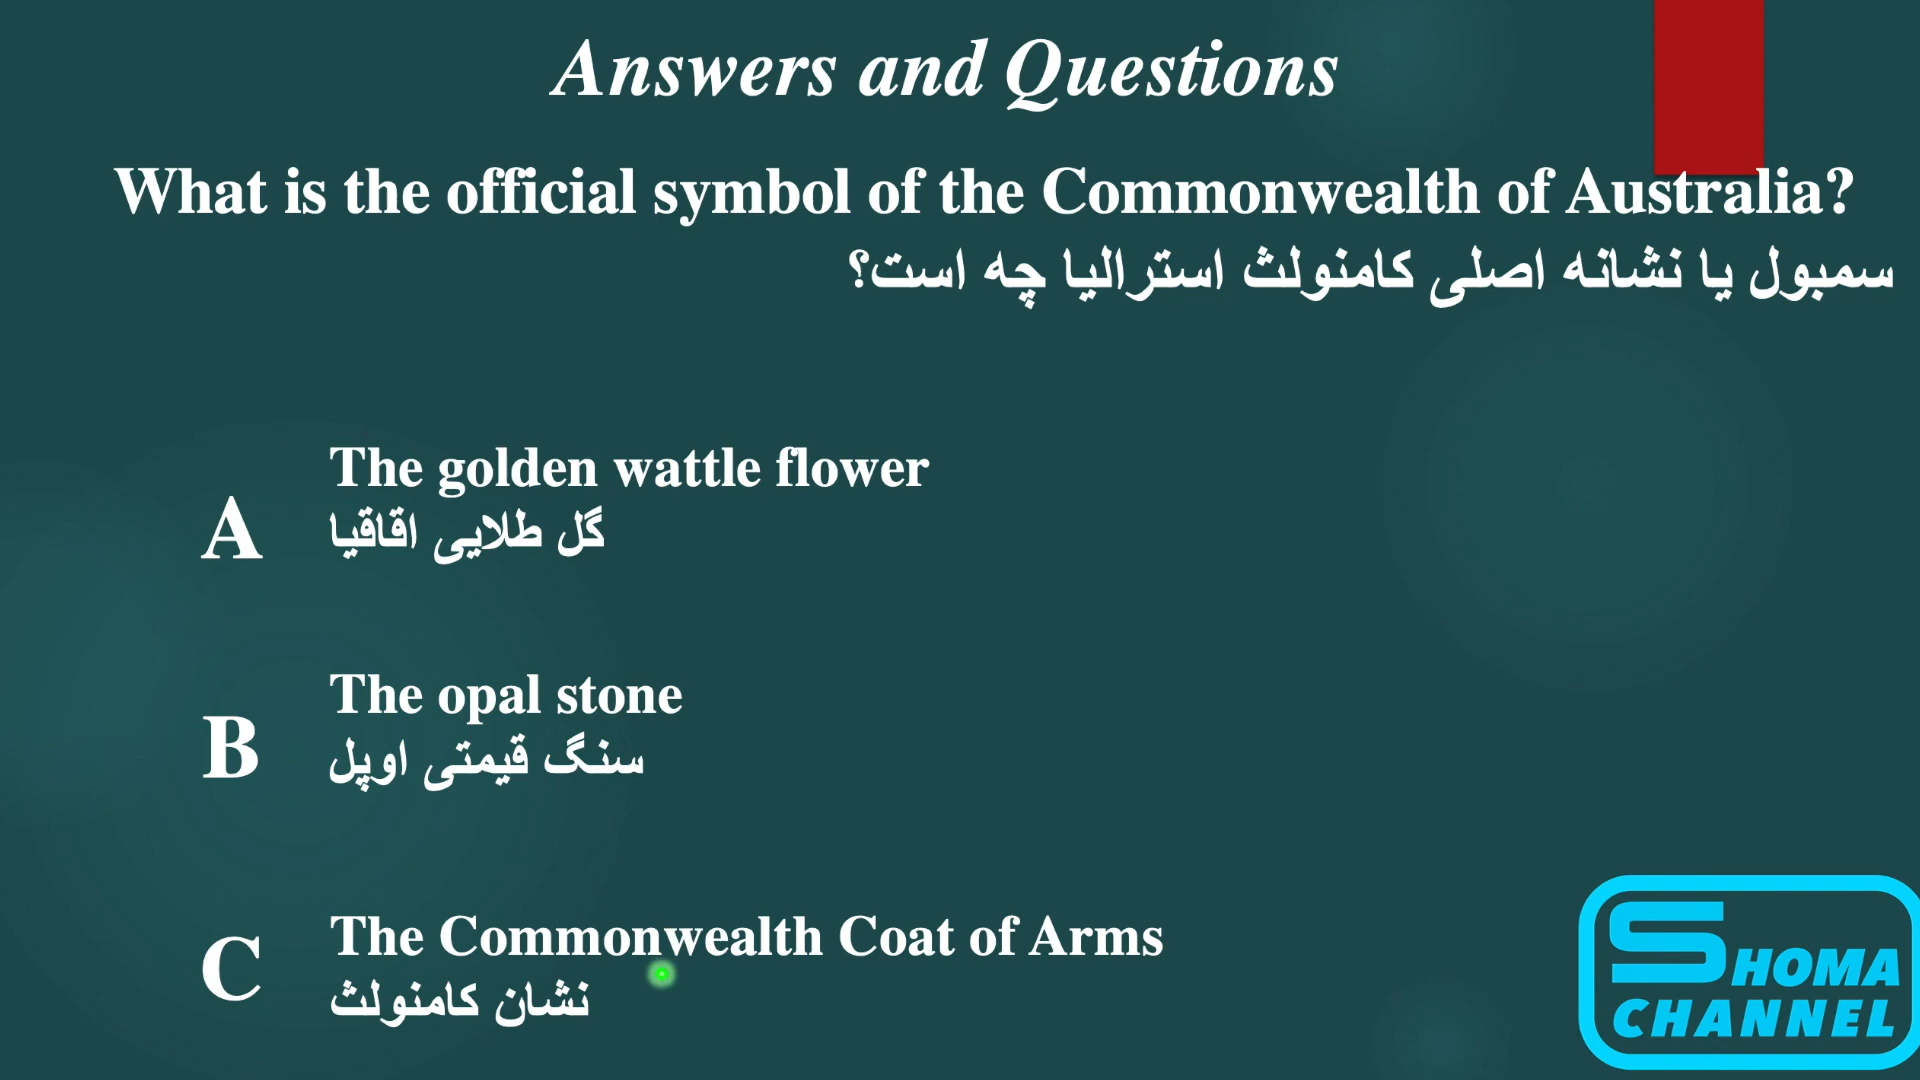 Answers and Questions
What is the official symbol of the Commonwealth of Australia?
سمبول یا نشانه اصلی کامنولث استرالیا چه است؟
The golden wattle flower
A
گل طلایی اقاقیا
The opal stone
B
سنگ قیمتی اوپل
The Commonwealth Coat of Arms
C
نشان کامنولث
SHOMA
CHANNEL